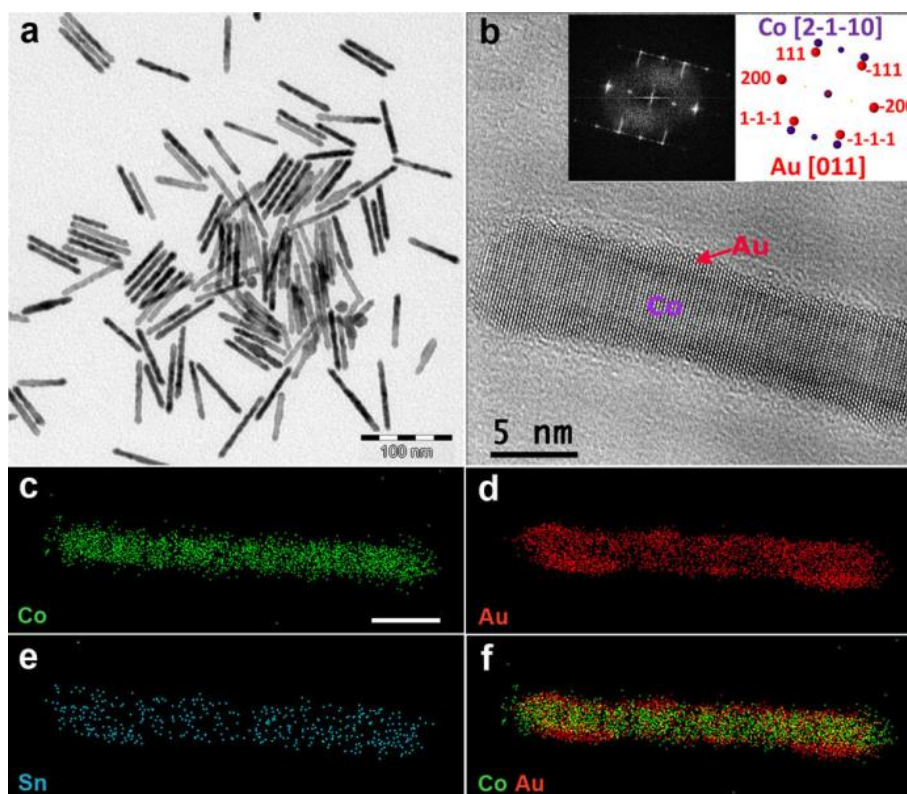 a
100 nm
b
Co [2-1-10]
111
-111
200
-200
1-1-1
-1-1-1
Au [011]
Au
Co
5 nm
c
Co
d
Au
e
Sn
f
Co Au